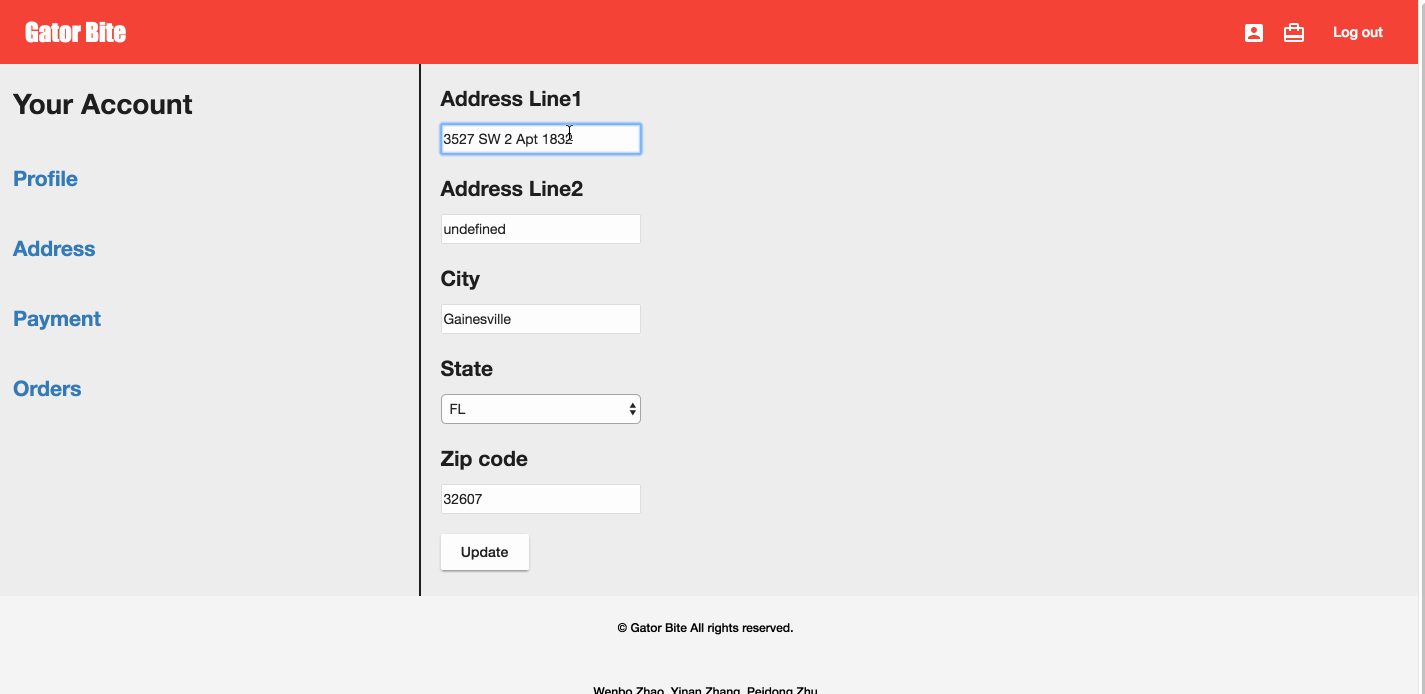 Gator Bite
Log out
Your Account
Profile
Address
Payment
Orders
Address Line1
3527 SW 2 Apt 1832
Address Line2
undefined
City
Gainesville
State
FL
Zip code
32607
Update
© Gator Bite All rights reserved.
Wenbo Zhao, Yinan Zhang, Peidong Zhu